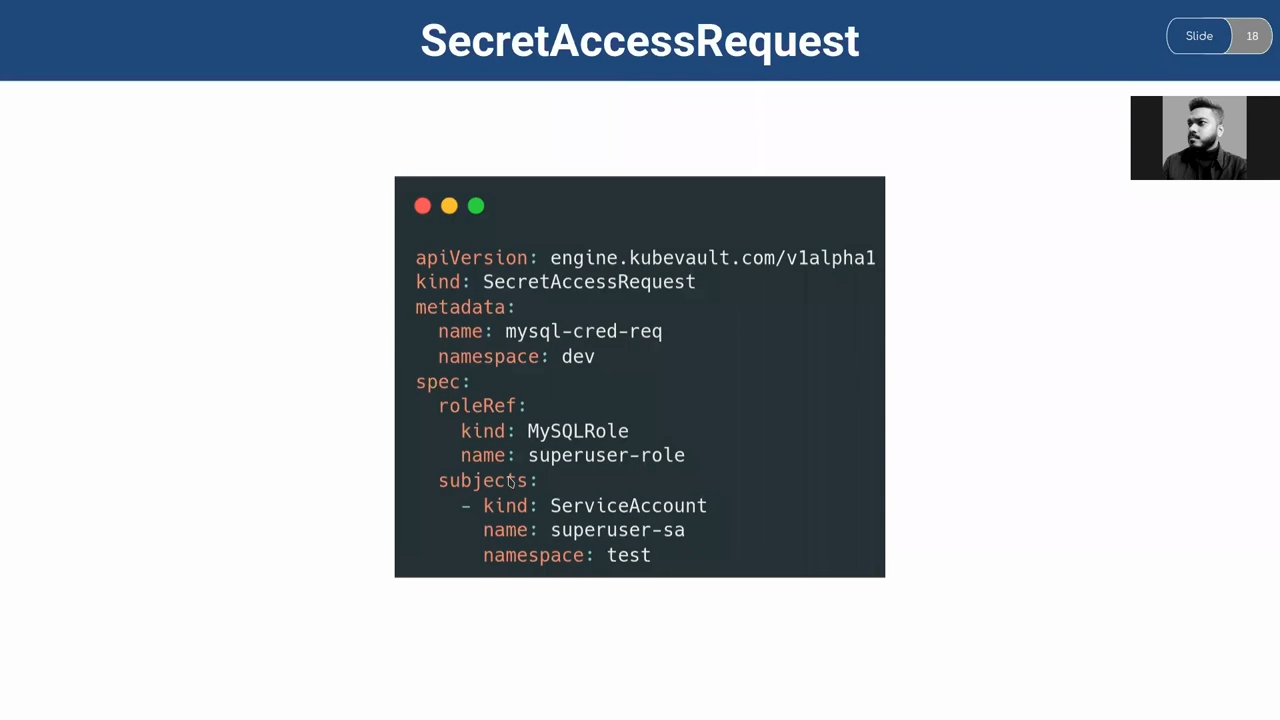 SecretAccessRequest
Slide 18
apiVersion: engine.kubevault.com/v1alpha1
kind: SecretAccessRequest
metadata:
  name: mysql-cred-req
  namespace: dev
spec:
  roleRef:
    kind: MySQLRole
    name: superuser-role
  subjects:
    - kind: ServiceAccount
      name: superuser-sa
      namespace: test